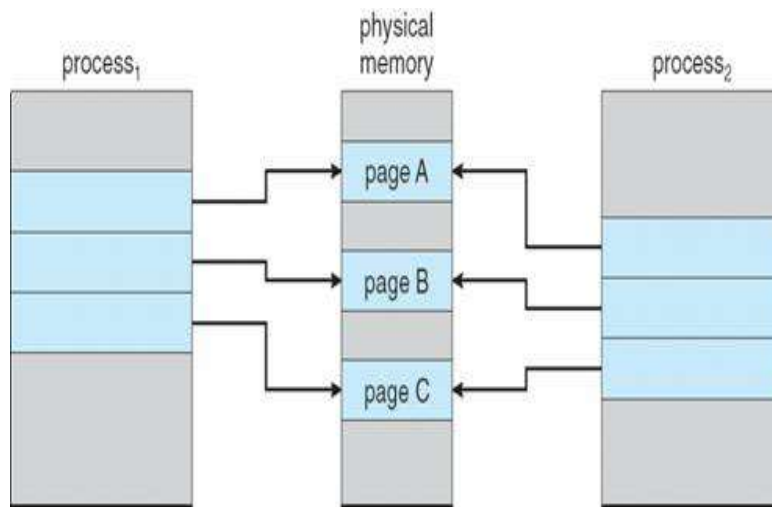 process₁
physical
memory
process₂
page A
page B
page C